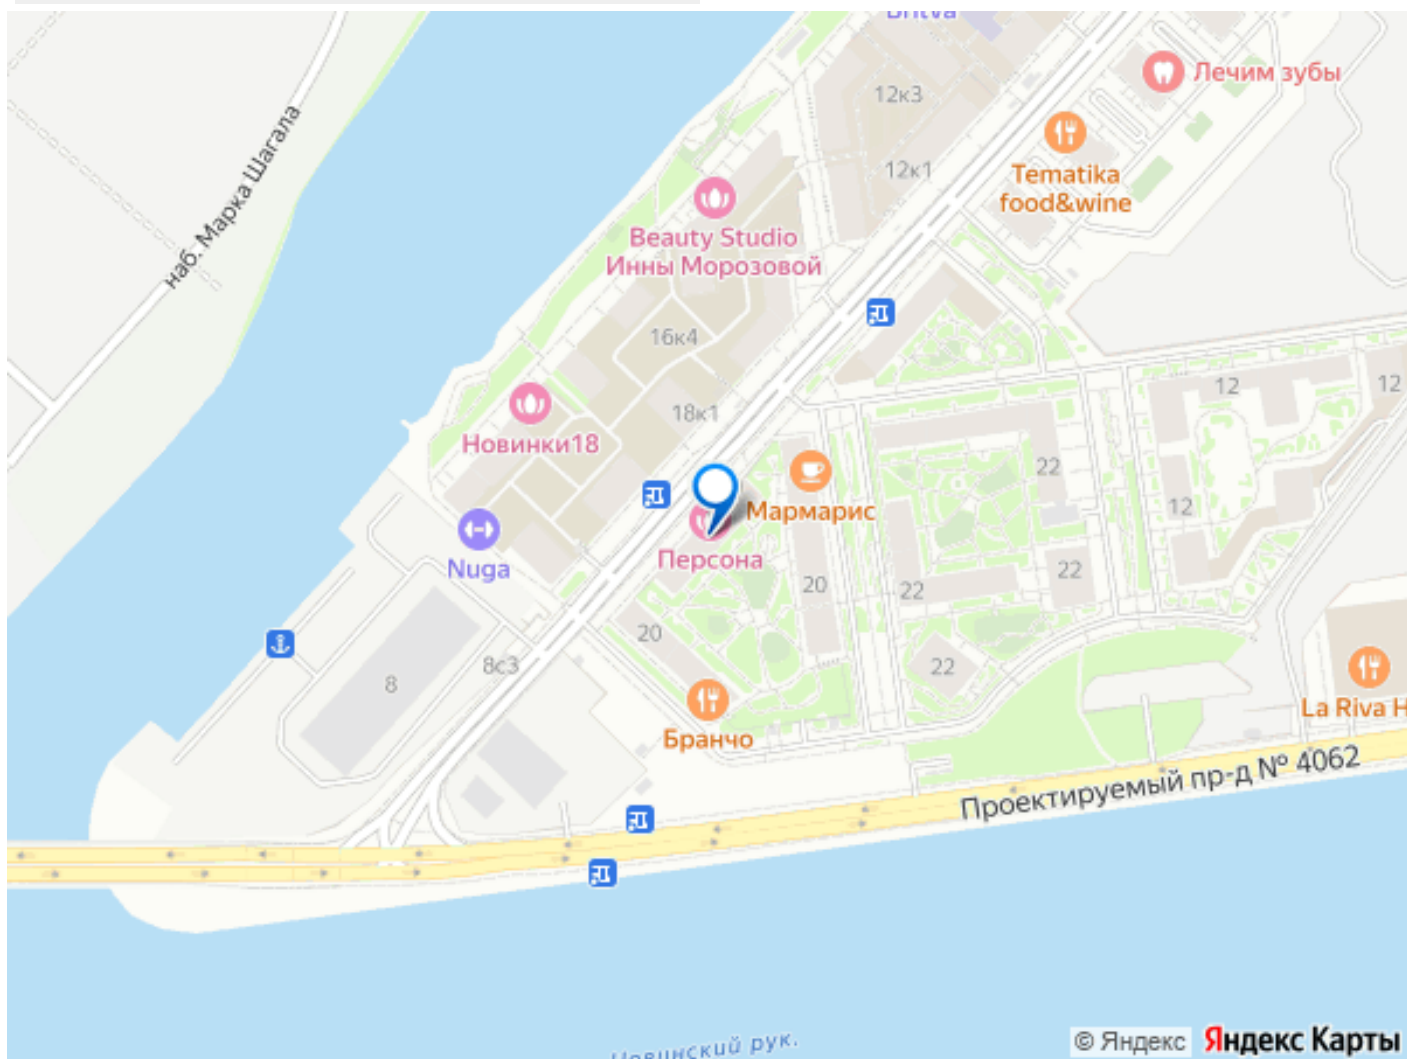 Britva
Лечим зубы
12к3
наб. Марка Шагала
12к1
Tematika
food&wine
Beauty Studio
Инны Морозовой
16к4
12
12
18к1
Новинки18
22
Мармарис
12
Персона
Nuga
22
20
22
20
8с3
22
8
La Riva H
Бранчо
Проектируемый пр-д № 4062
рук.
© Яндекс Яндекс Карты